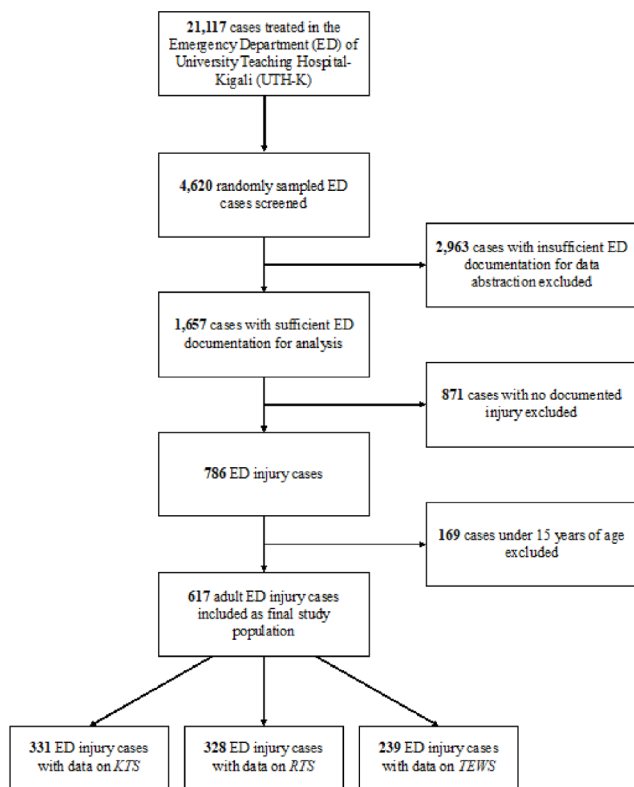 21,117 cases treated in the
Emergency Department (ED) of
University Teaching Hospital-
Kigali (UTH-K)
4,620 randomly sampled ED
cases screened
2,963 cases with insufficient ED
documentation for data
abstraction excluded
1,657 cases with sufficient ED
documentation for analysis
871 cases with no documented
injury excluded
786 ED injury cases
169 cases under 15 years of age
excluded
617 adult ED injury cases
included as final study
population
331 ED injury cases
with data on KTS
328 ED injury cases
with data on RTS
239 ED injury cases
with data on TEWS